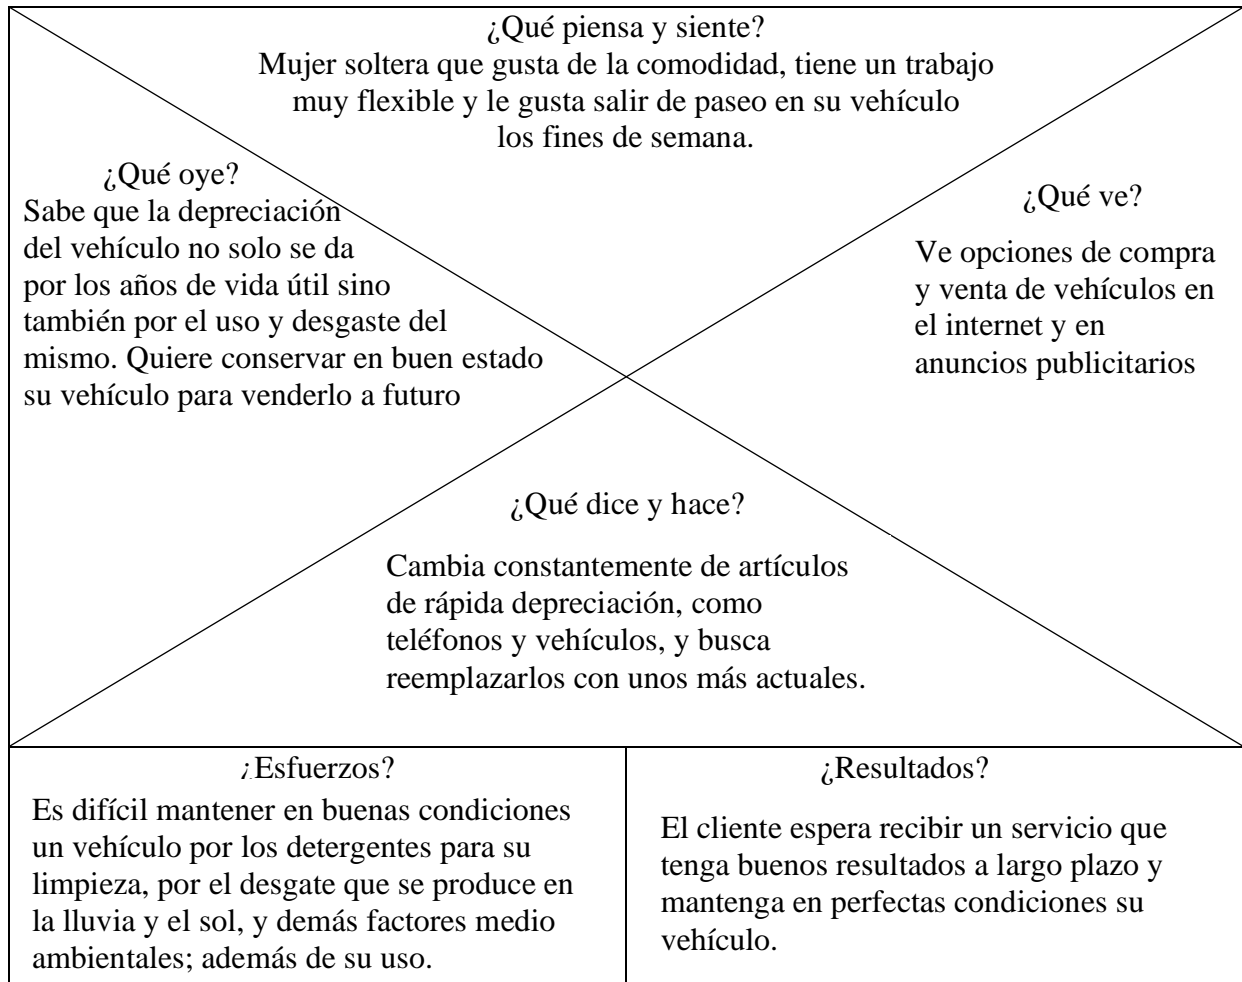 ¿Qué piensa y siente?
Mujer soltera que gusta de la comodidad, tiene un trabajo
muy flexible y le gusta salir de paseo en su vehículo
los fines de semana.
¿Qué oye?
Sabe que la depreciación
del vehículo no solo se da
por los años de vida útil sino
también por el uso y desgaste del
mismo. Quiere conservar en buen estado
su vehículo para venderlo a futuro
¿Qué ve?
Ve opciones de compra
y venta de vehículos en
el internet y en
anuncios publicitarios
¿Qué dice y hace?
Cambia constantemente de artículos
de rápida depreciación, como
teléfonos y vehículos, y busca
reemplazarlos con unos más actuales.
¿Esfuerzos?
Es difícil mantener en buenas condiciones
un vehículo por los detergentes para su
limpieza, por el desgate que se produce en
la lluvia y el sol, y demás factores medio
ambientales; además de su uso.
¿Resultados?
El cliente espera recibir un servicio que
tenga buenos resultados a largo plazo y
mantenga en perfectas condiciones su
vehículo.